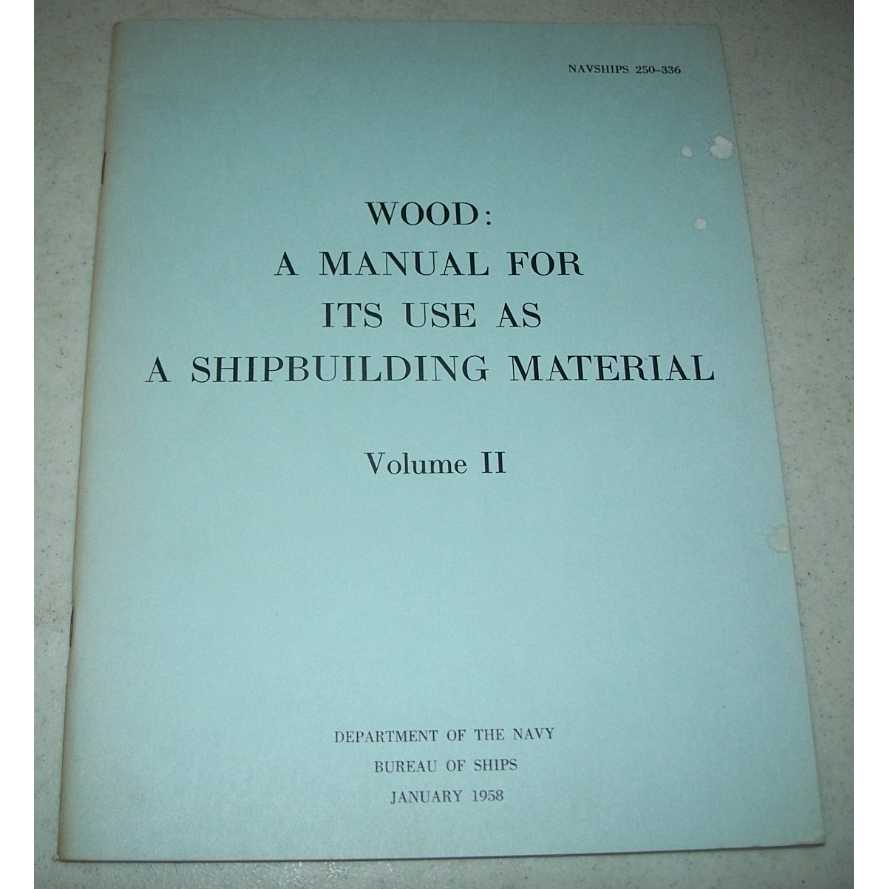 NAVSHIPS 250-336
WOOD:
A MANUAL FOR
ITS USE AS
A SHIPBUILDING MATERIAL
Volume II
DEPARTMENT OF THE NAVY
BUREAU OF SHIPS
JANUARY 1958